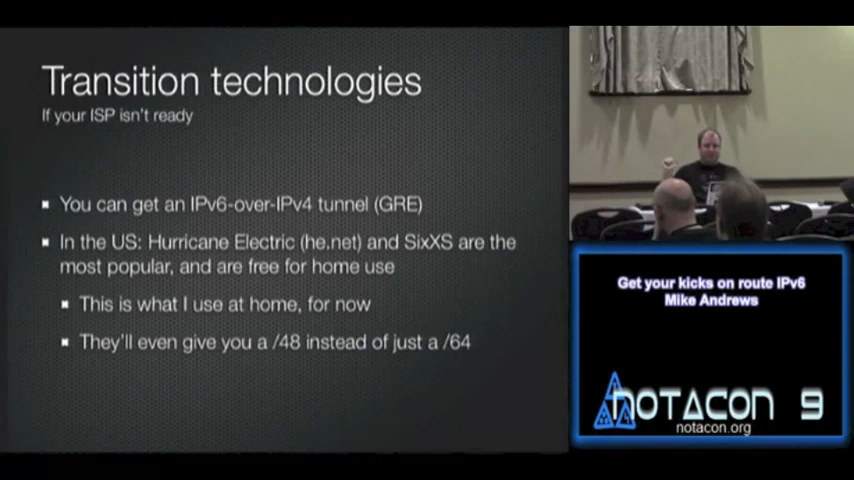 Transition technologies
If your ISP isn't ready
You can get an IPv6-over-IPv4 tunnel (GRE)
In the US: Hurricane Electric (he.net) and SixXS are the
most popular, and are free for home use
This is what I use at home, for now
They'll even give you a /48 instead of just a /64
Get your kicks on route IPv6
Mike Andrews
NOTACON 9
notacon.org